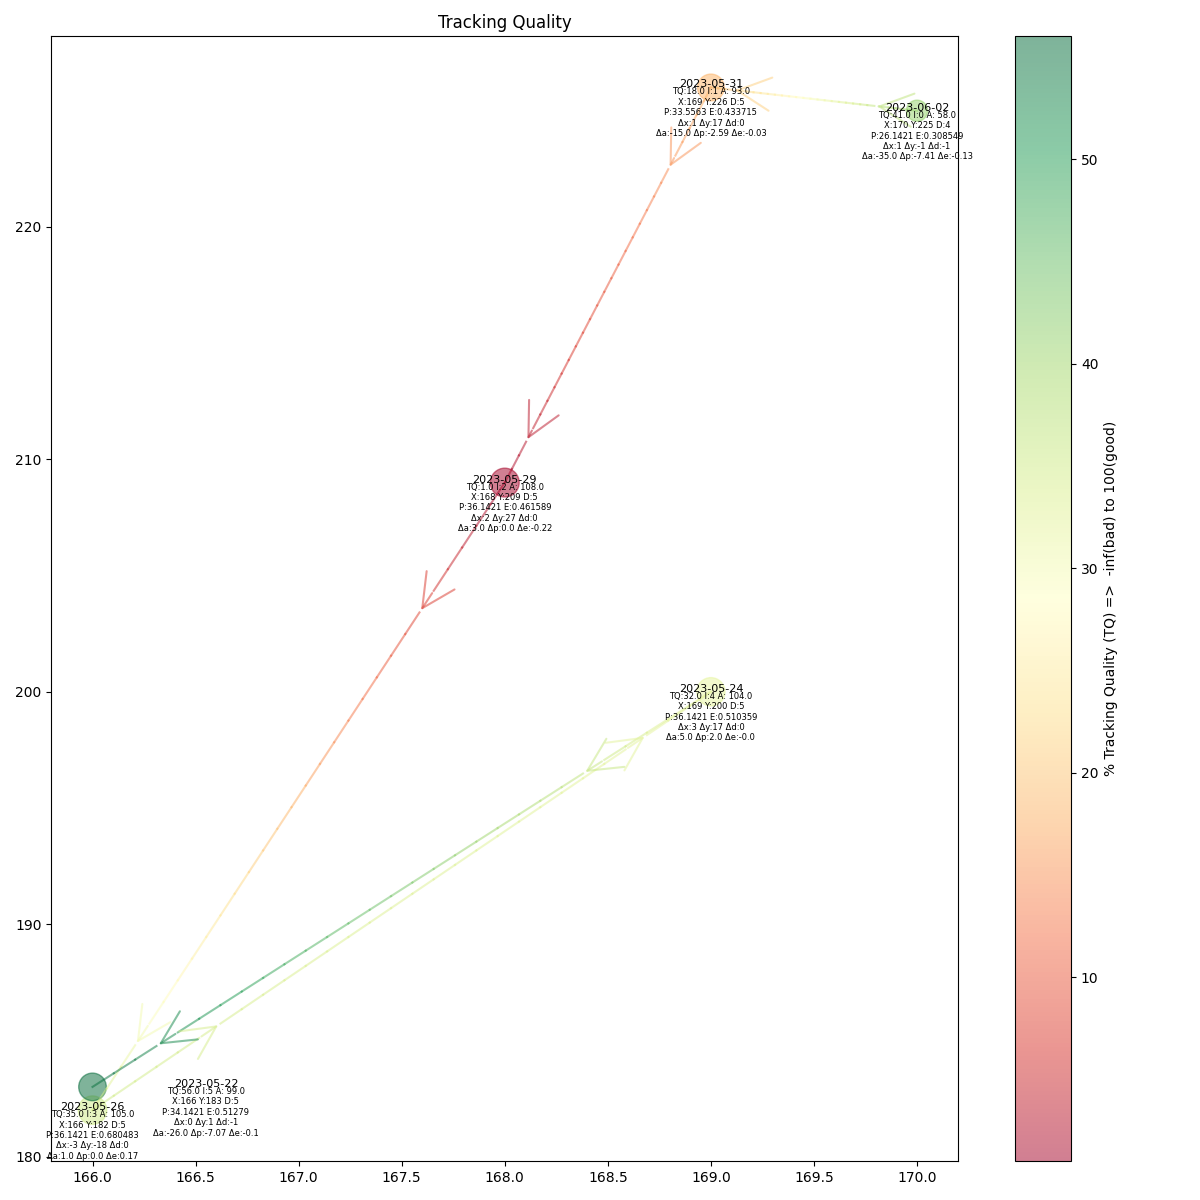 Tracking Quality
2023-05-31
TQ:18.0 I:1 A: 93.0
X:169 Y:226 D:5
P:33.5563 E:0.433715
Δx:1 Δy:17 Δd:0
Δa:-15.0 Δp:-2.59 Δe:-0.03
2023-06-02
TQ:41.0 I:0 A: 58.0
X:170 Y:225 D:4
P:26.1421 E:0.308549
Δx:1 Δy:-1 Δd:-1
Δa:-35.0 Δp:-7.41 Δe:-0.13
2023-05-29
TQ:1.0 I:2 A: 108.0
X:168 Y:209 D:5
P:36.1421 E:0.461589
Δx:2 Δy:27 Δd:0
Δa:3.0 Δp:0.0 Δe:-0.22
2023-05-24
TQ:32.0 I:4 A: 104.0
X:169 Y:200 D:5
P:36.1421 E:0.510359
Δx:3 Δy:17 Δd:0
Δa:5.0 Δp:2.0 Δe:-0.0
2023-05-22
TQ:56.0 I:5 A: 99.0
X:166 Y:183 D:5
P:34.1421 E:0.51279
Δx:0 Δy:1 Δd:-1
Δa:-26.0 Δp:-7.07 Δe:-0.1
2023-05-26
TQ:35.0 I:3 A: 105.0
X:166 Y:182 D:5
P:36.1421 E:0.680483
Δx:-3 Δy:-18 Δd:0
Δa:1.0 Δp:0.0 Δe:0.17
220
210
200
190
180
166.0 166.5 167.0 167.5 168.0 168.5 169.0 169.5 170.0
50
40
30
20
10
% Tracking Quality (TQ) => -inf(bad) to 100(good)